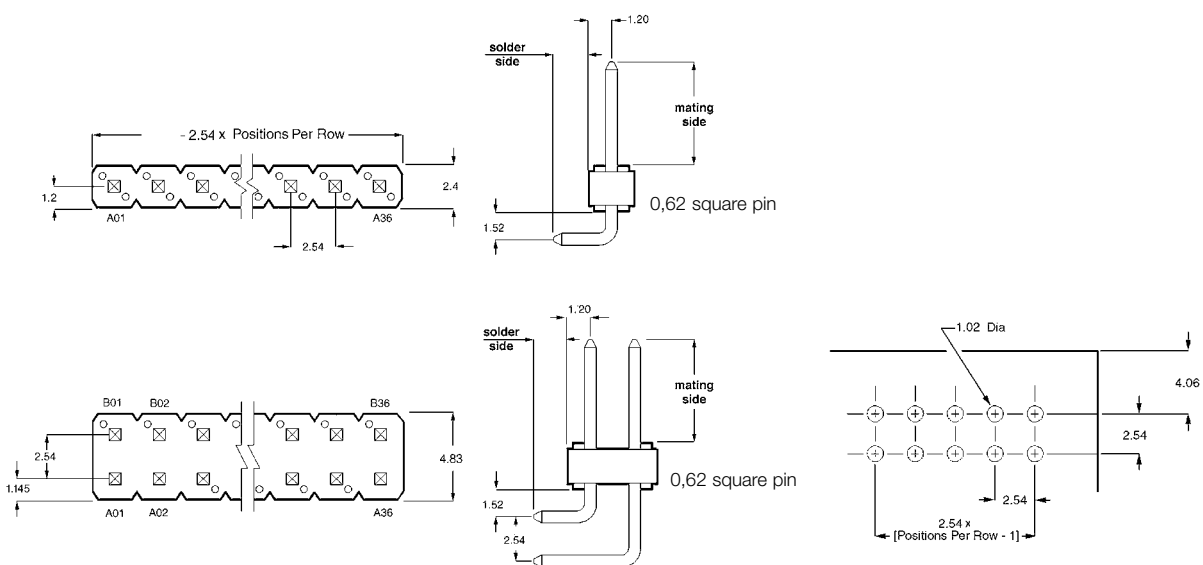 1.20
solder
side
mating
side
- 2.54 x Positions Per Row
1.2
2.4
A01
A36
2.54
1.52
0,62 square pin
1.20
solder
side
mating
side
B01 B02 B36
2.54
4.83
1.145
A01 A02 A36
1.52
2.54
0,62 square pin
1.02 Dia
4.06
2.54
2.54
2.54 x
[Positions Per Row - 1]